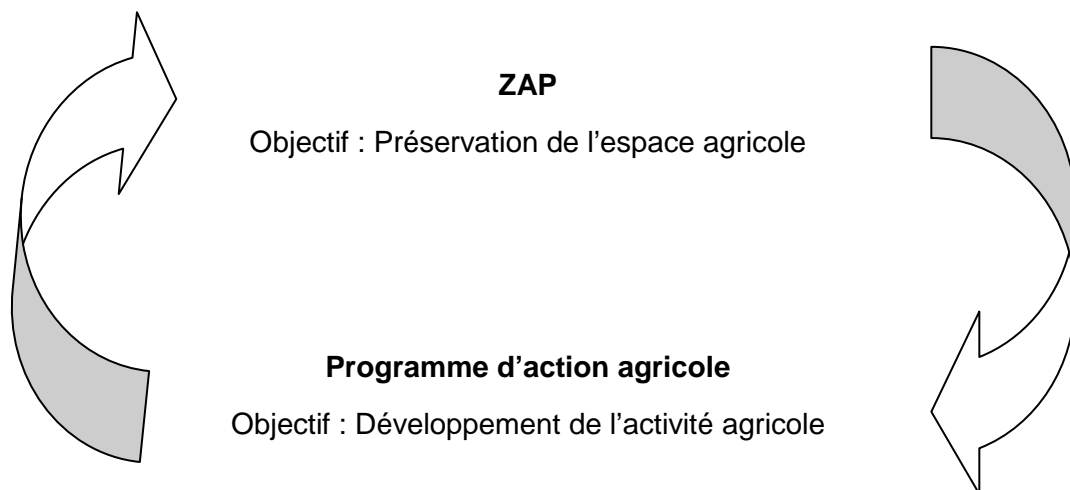 ZAP
Objectif : Préservation de l’espace agricole
Programme d’action agricole
Objectif : Développement de l’activité agricole